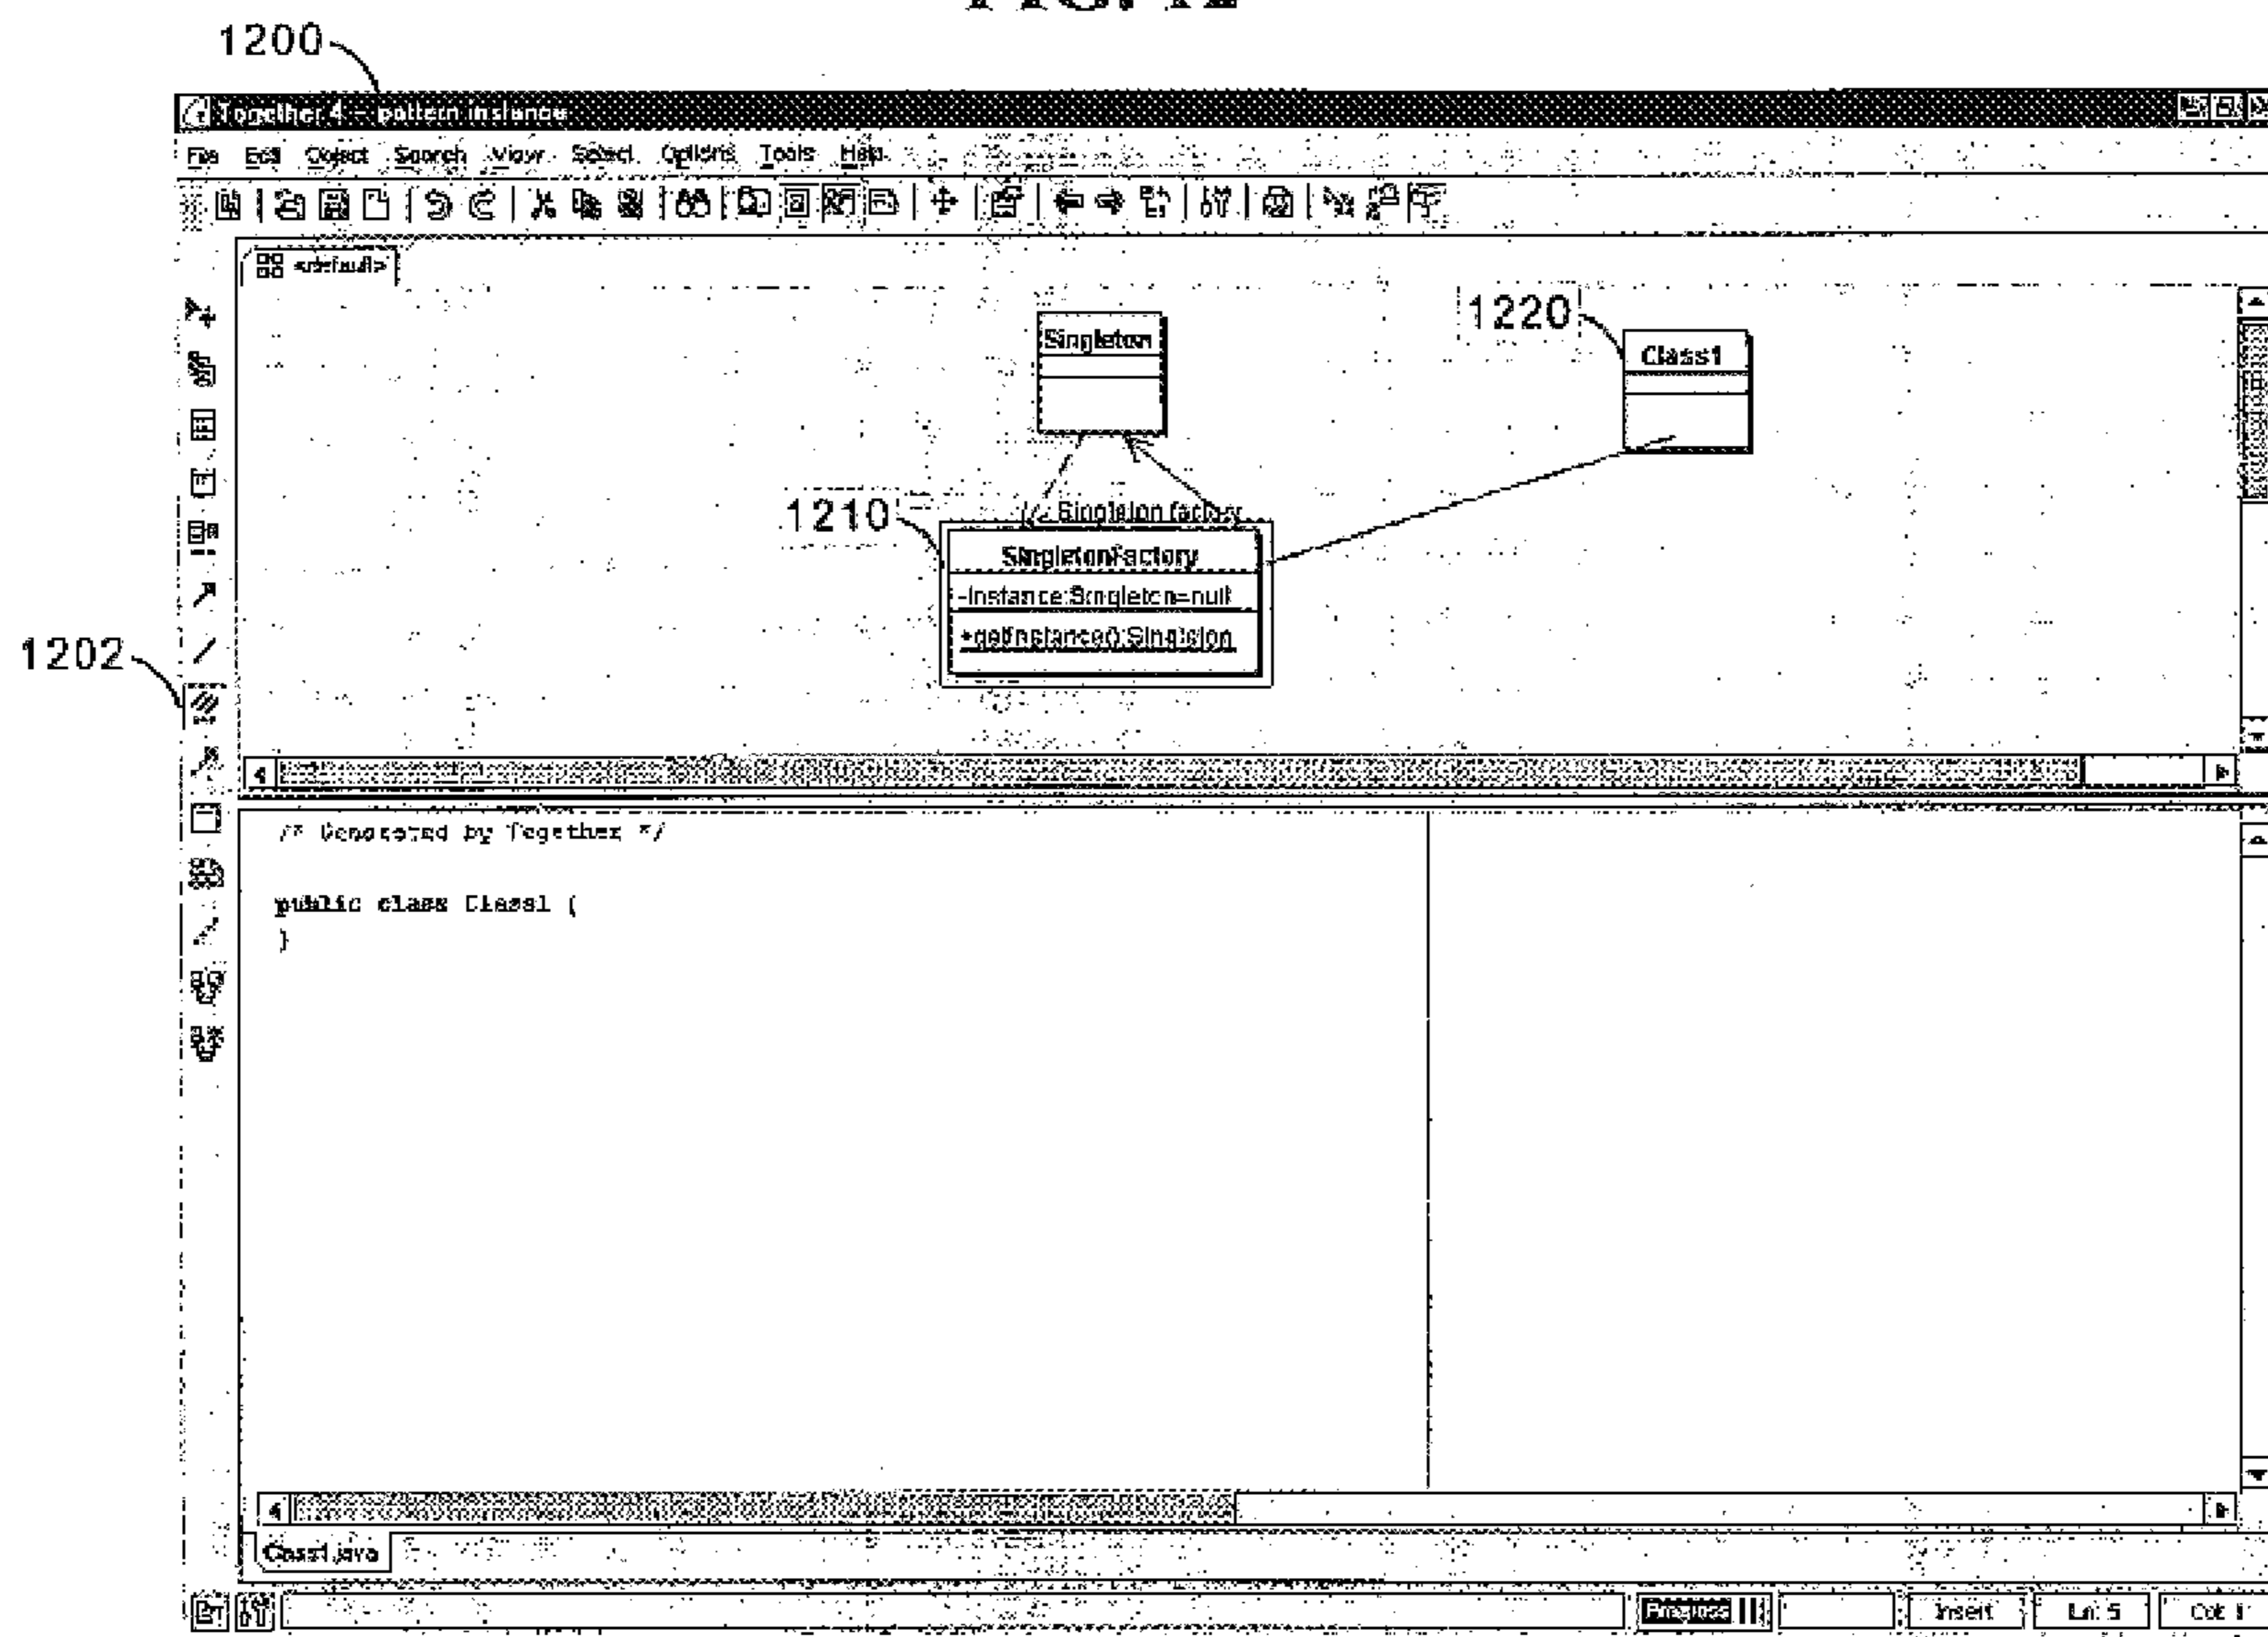 FIG. 12
1200
Together 4 -- pattern instance
File Edit Object Search View Select Options Tools Help
<default>
1220
Singleton
Class1
1210
Singleton factory
SingletonFactory
-instance:Singleton=null
+getInstance():Singleton
1202
/* Generated by Together */
public class Class1 {
}
Class1.java
Insert
Ln: 5
Col: 1